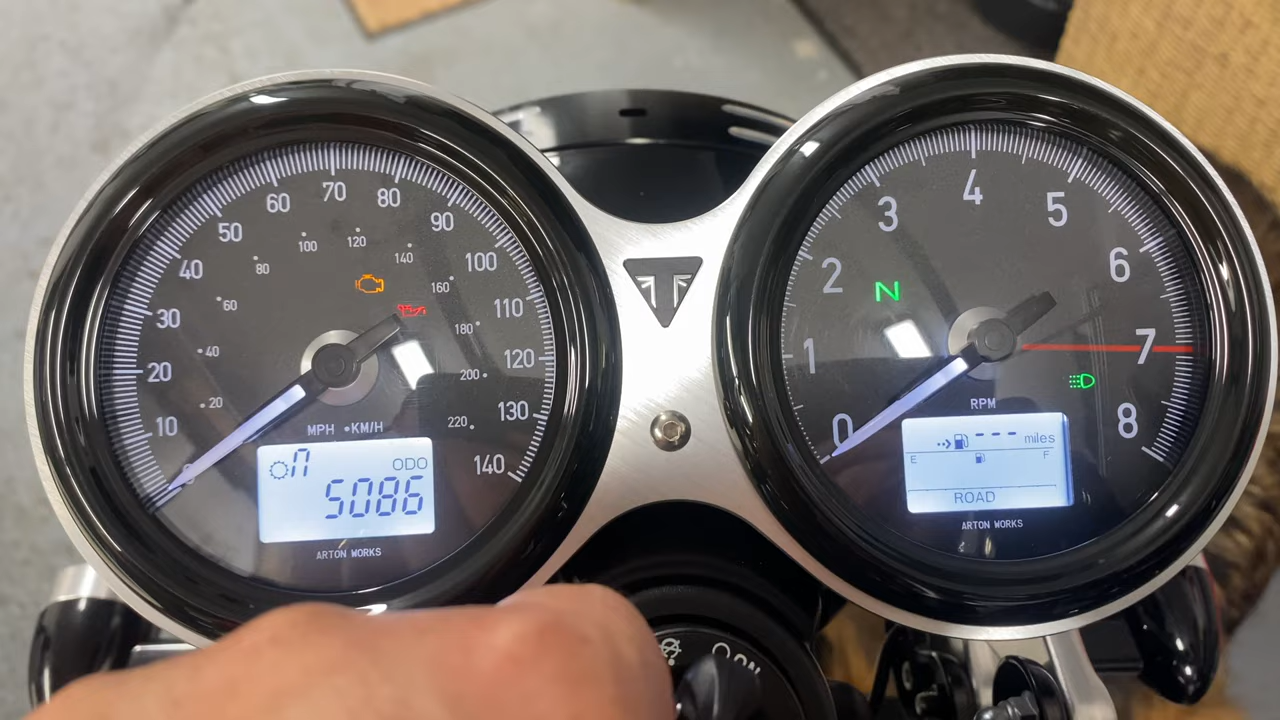 70
60
80
50
90
100
120
40
80
140
100
60
160
30
110
40
180
20
120
200
20
10
220
130
MPH •KM/H
140
n
ODO
5086
ARTON WORKS
4
3
5
2
6
N
1
7
RPM
0
8
--- miles
E
F
ROAD
ARTON WORKS
ON